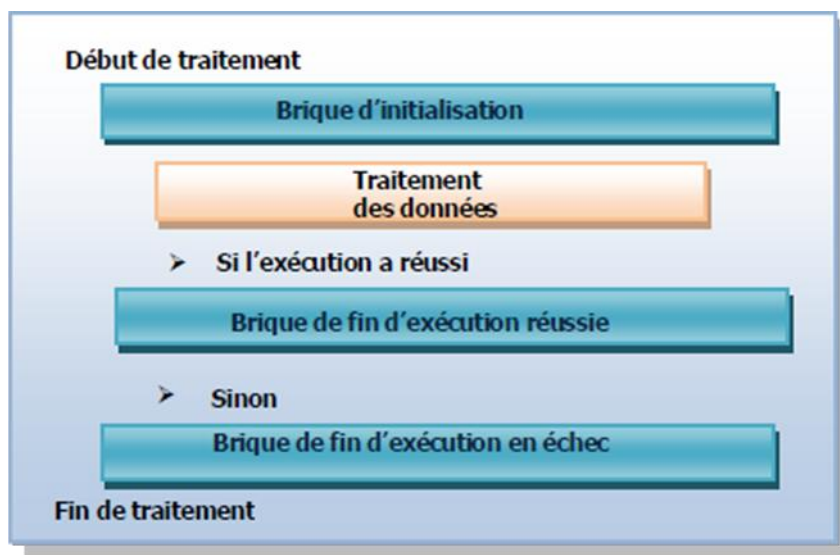 Début de traitement
Brique d'initialisation
Traitement
des données
Si l'exécution a réussi
Brique de fin d'exécution réussie
Sinon
Brique de fin d'exécution en échec
Fin de traitement